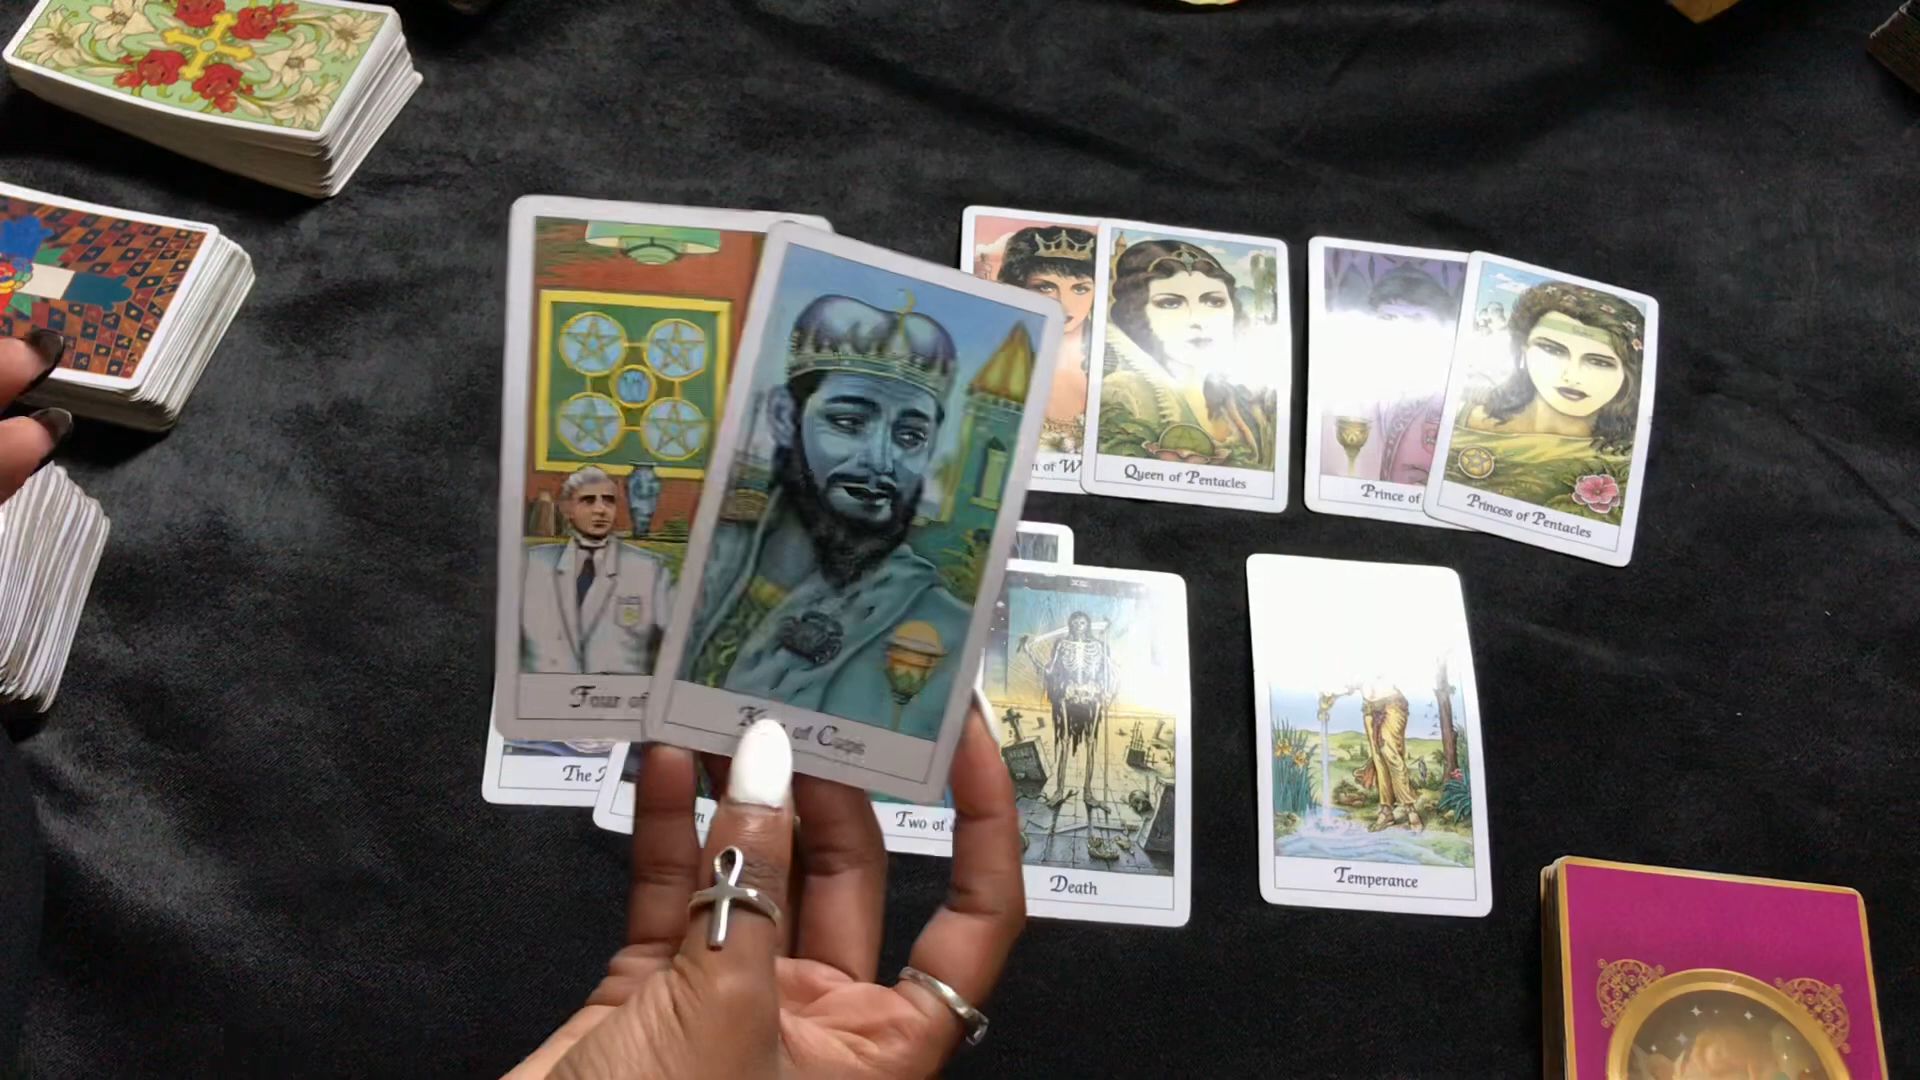 Four of
of Cups
n of W
Queen of Pentacles
Prince of
Princess of Pentacles
The
Two of
Death
Temperance